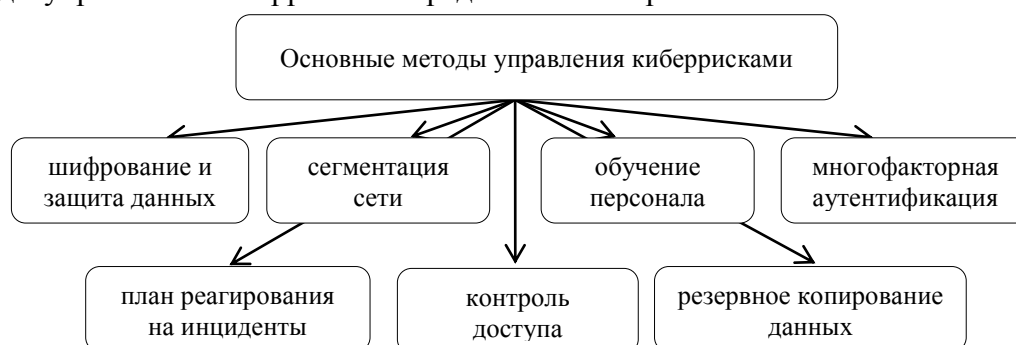 Основные методы управления киберрисками
шифрование и
защита данных
сегментация
сети
обучение
персонала
многофакторная
аутентификация
план реагирования
на инциденты
контроль
доступа
резервное копирование
данных